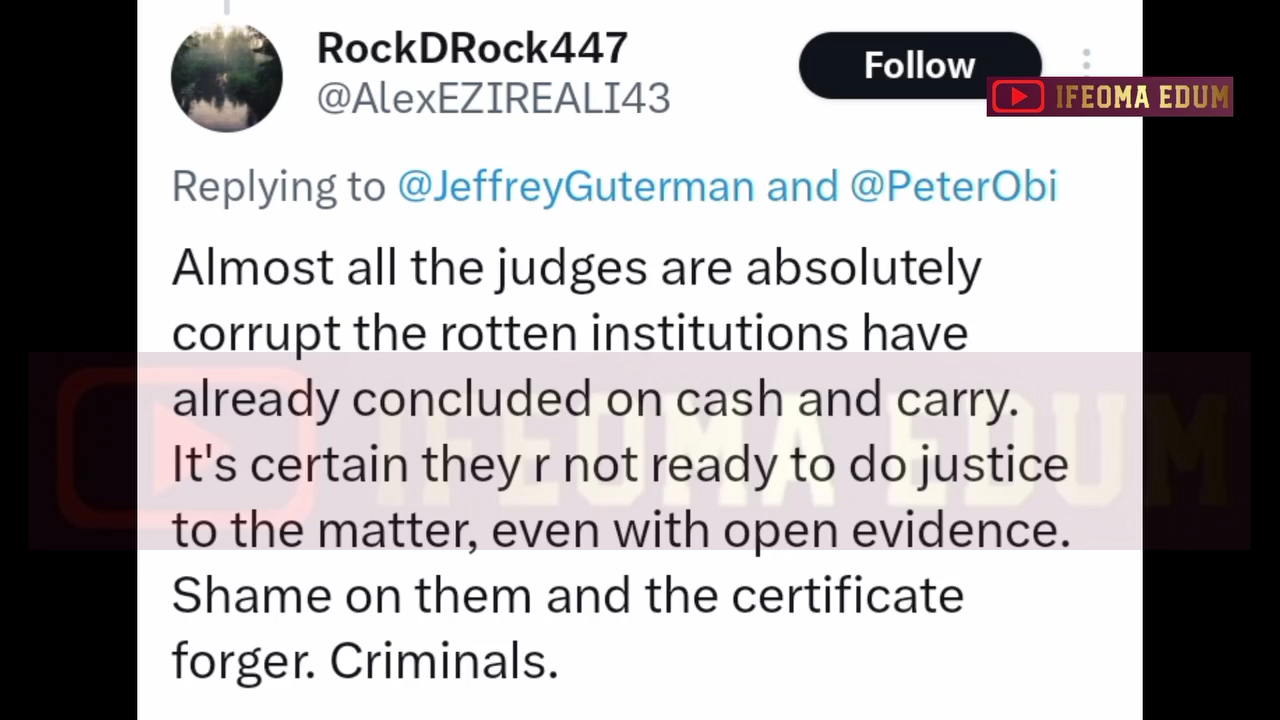 RockDRock447
@AlexEZIREALI43
Follow
IFEOMA EDUM
Replying to @JeffreyGuterman and @PeterObi
Almost all the judges are absolutely
corrupt the rotten institutions have
already concluded on cash and carry.
It's certain they r not ready to do justice
to the matter, even with open evidence.
Shame on them and the certificate
forger. Criminals.
IFEOMA EDUM